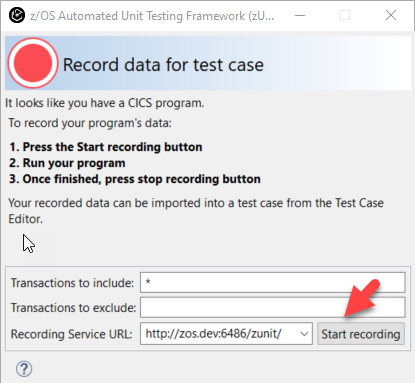 z/OS Automated Unit Testing Framework (zU...
Record data for test case
It looks like you have a CICS program.
To record your program's data:
1. Press the Start recording button
2. Run your program
3. Once finished, press stop recording button
Your recorded data can be imported into a test case from the Test Case
Editor.
Transactions to include: *
Transactions to exclude:
Recording Service URL: http://zos.dev:6486/zunit/ Start recording
?